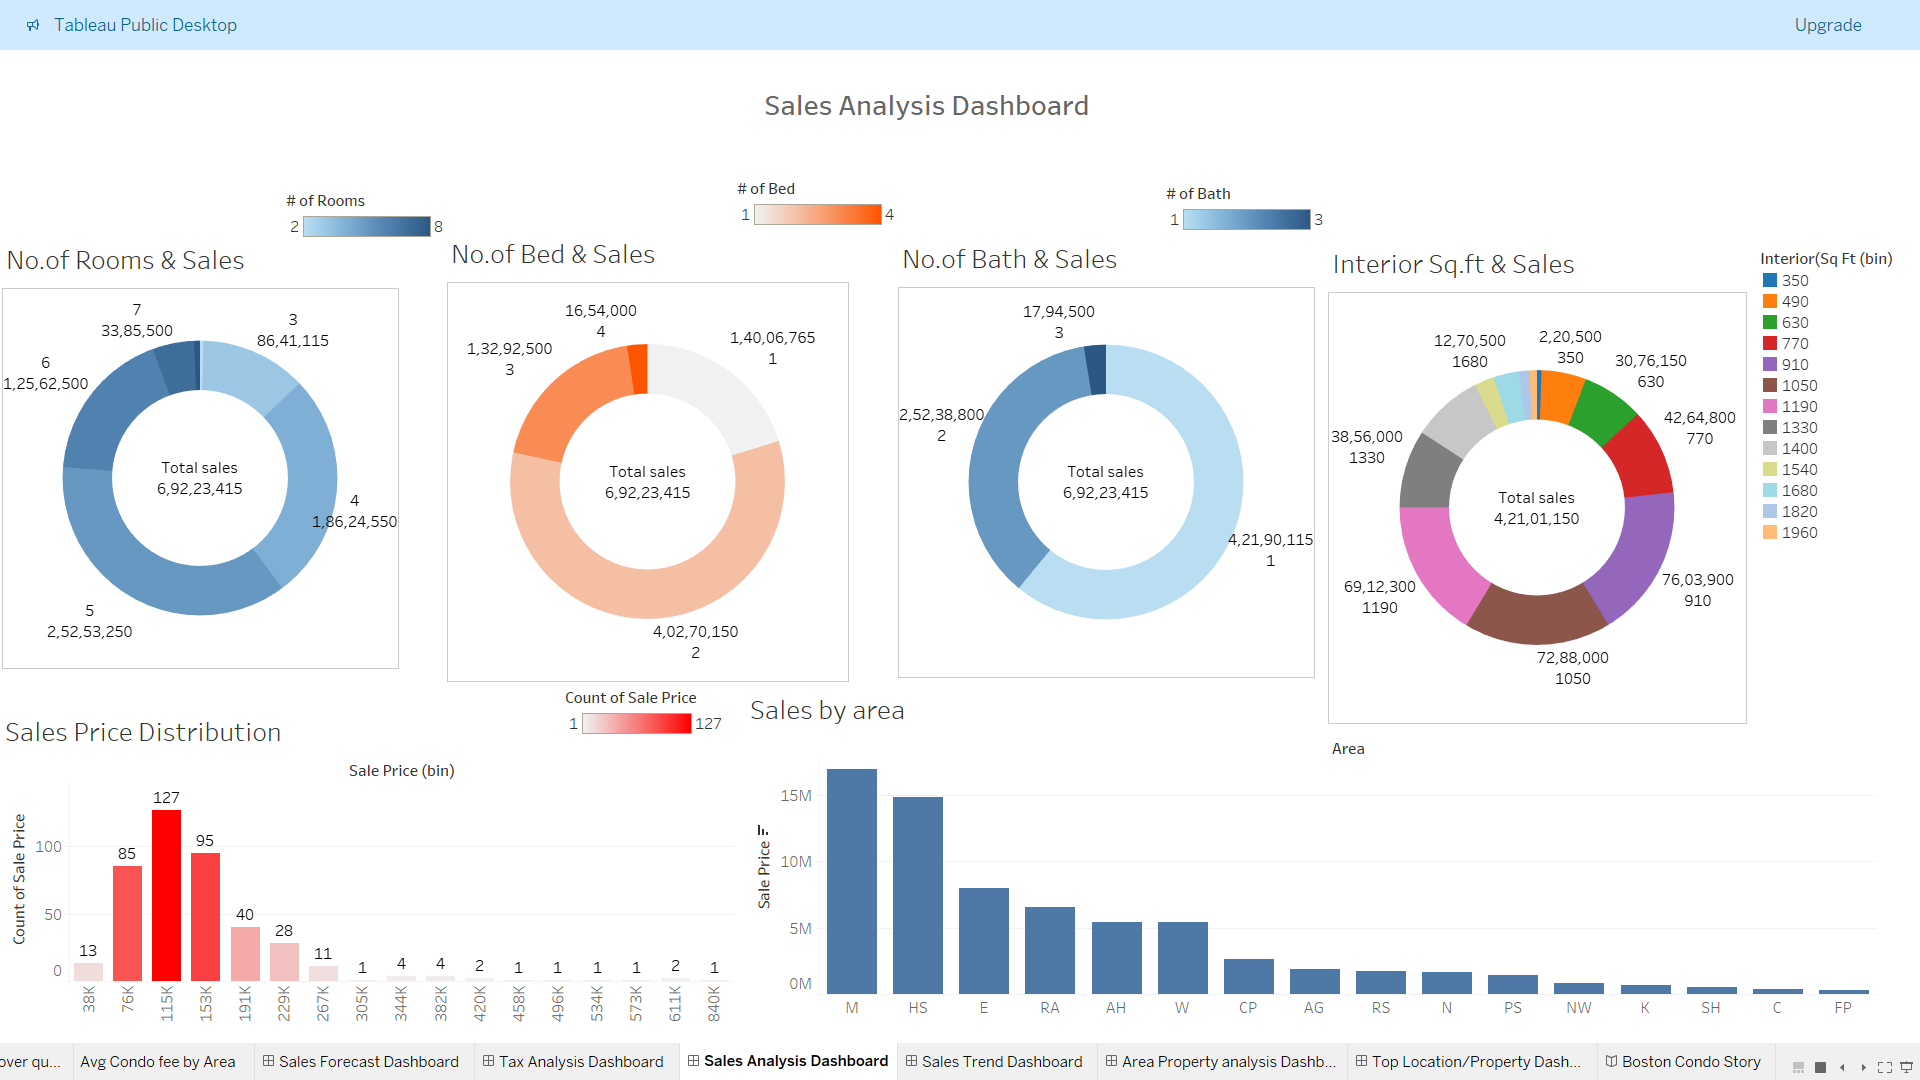 Tableau Public Desktop
Upgrade
Sales Analysis Dashboard
# of Rooms
2
8
# of Bed
1
4
# of Bath
1
3
No.of Rooms & Sales
7
33,85,500
3
86,41,115
6
1,25,62,500
Total sales
6,92,23,415
4
1,86,24,550
5
2,52,53,250
No.of Bed & Sales
16,54,000
4
1,40,06,765
1
1,32,92,500
3
Total sales
6,92,23,415
4,02,70,150
2
No.of Bath & Sales
17,94,500
3
2,52,38,800
2
Total sales
6,92,23,415
4,21,90,115
1
Interior Sq.ft & Sales
12,70,500
1680
2,20,500
350
30,76,150
630
42,64,800
770
38,56,000
1330
Total sales
4,21,01,150
69,12,300
1190
76,03,900
910
72,88,000
1050
Interior(Sq Ft (bin)
350
490
630
770
910
1050
1190
1330
1400
1540
1680
1820
1960
Count of Sale Price
1
127
Sales Price Distribution
Sale Price (bin)
Count of Sale Price
100
50
0
13
85
127
95
40
28
11
1
4
4
2
1
1
1
1
2
1
38K
76K
115K
153K
191K
229K
267K
305K
344K
382K
420K
458K
496K
534K
573K
611K
840K
Sales by area
Area
Sale Price
15M
10M
5M
0M
M
HS
E
RA
AH
W
CP
AG
RS
N
PS
NW
K
SH
C
FP
over qu...
Avg Condo fee by Area
Sales Forecast Dashboard
Tax Analysis Dashboard
Sales Analysis Dashboard
Sales Trend Dashboard
Area Property analysis Dashb...
Top Location/Property Dash...
Boston Condo Story